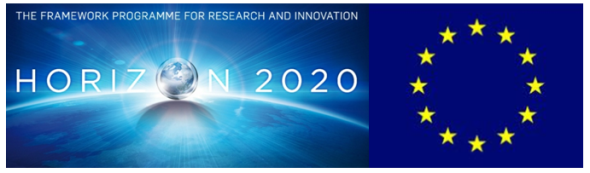 THE FRAMEWORK PROGRAMME FOR RESEARCH AND INNOVATION
HORIZON 2020